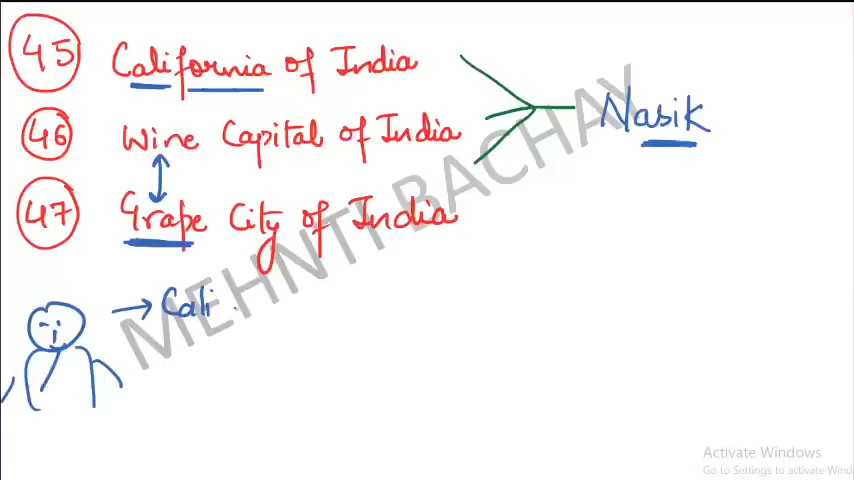 45 California of India
46 Wine Capital of India
Nasik
47 Grape City of India
→ Cali
MEHNTI BACHAY
Activate Windows
Go to Settings to activate Wind